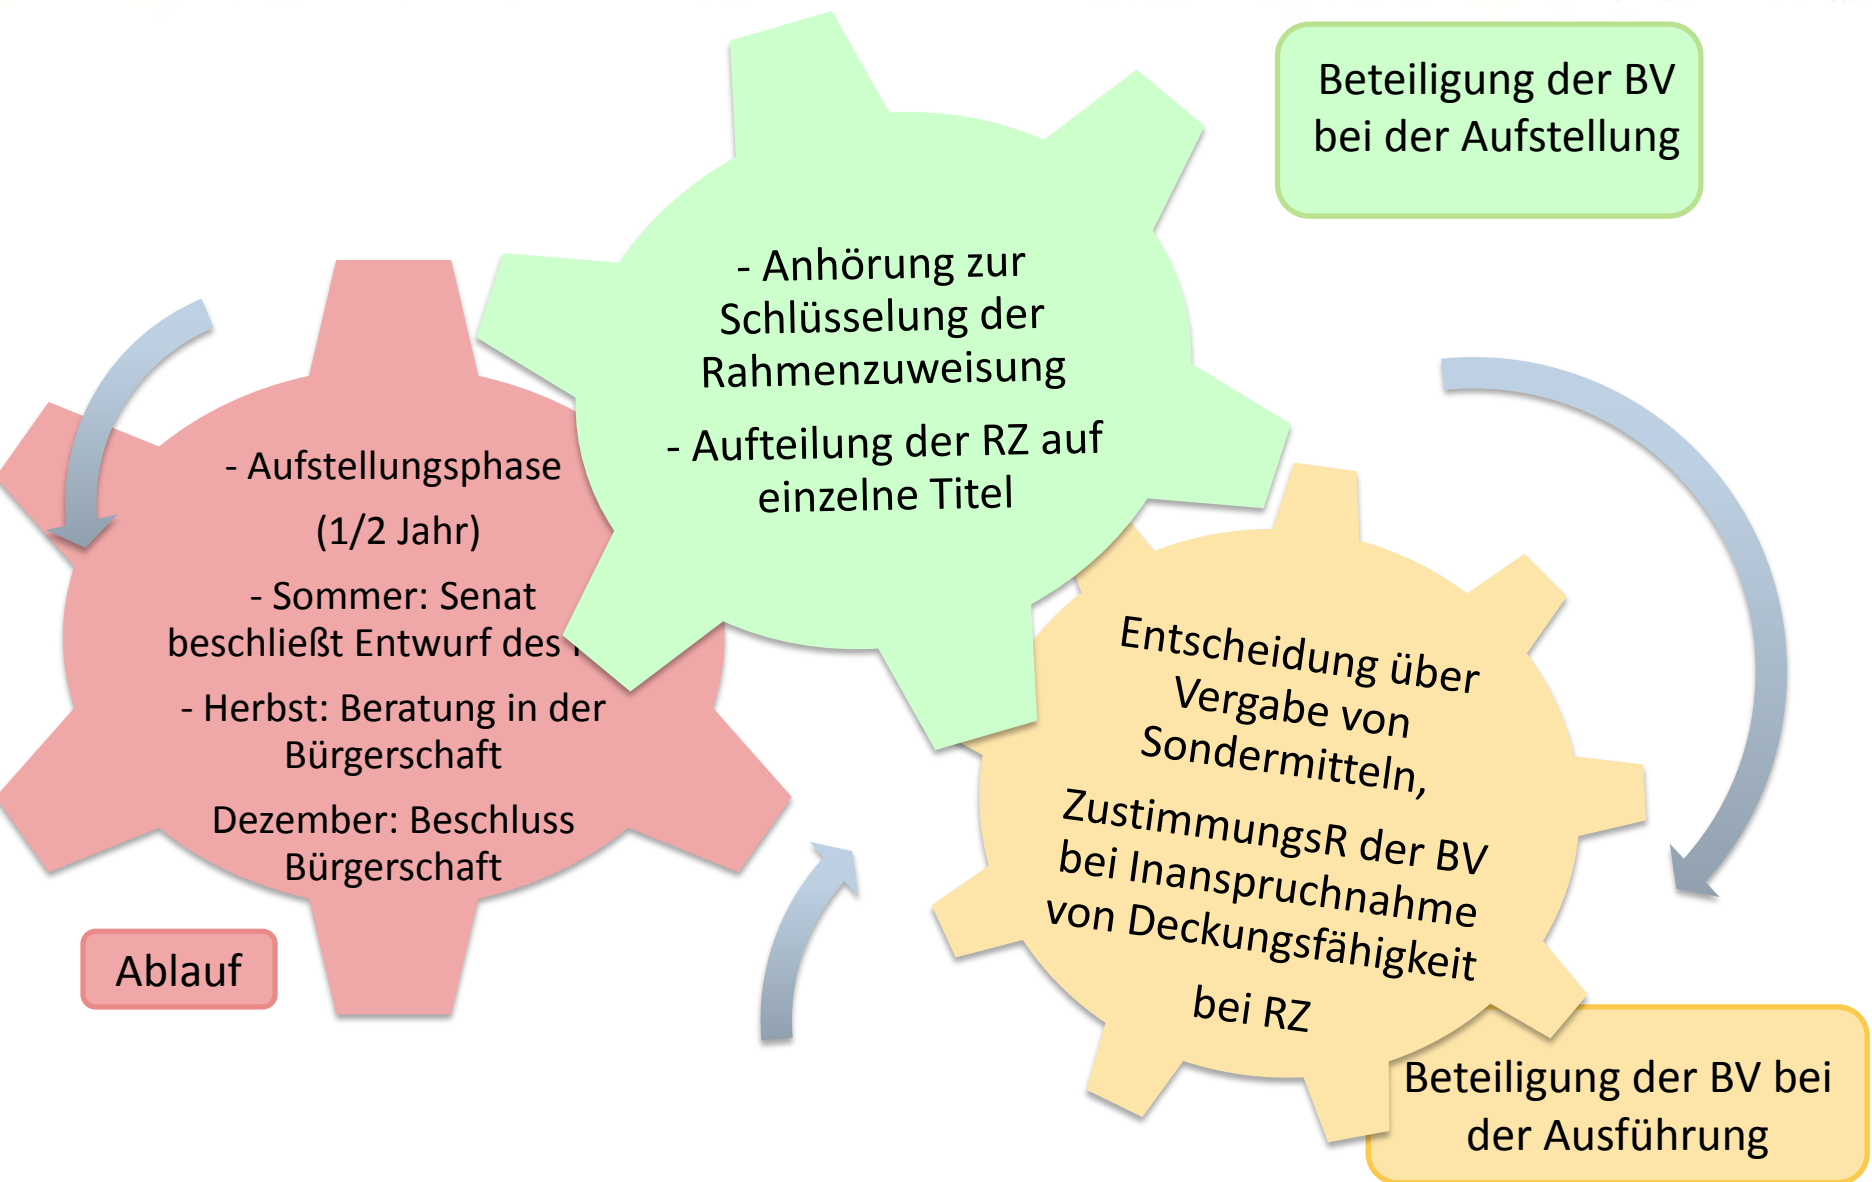 Beteiligung der BV
bei der Aufstellung
- Anhörung zur
Schlüsselung der
Rahmenzuweisung
- Aufteilung der RZ auf
einzelne Titel
- Aufstellungsphase
(1/2 Jahr)
- Sommer: Senat
beschließt Entwurf des
- Herbst: Beratung in der
Bürgerschaft
Dezember: Beschluss
Bürgerschaft
Ablauf
Entscheidung über
Vergabe von
Sondermitteln,
ZustimmungsR der BV
bei Inanspruchnahme
von Deckungsfähigkeit
bei RZ
Beteiligung der BV bei
der Ausführung